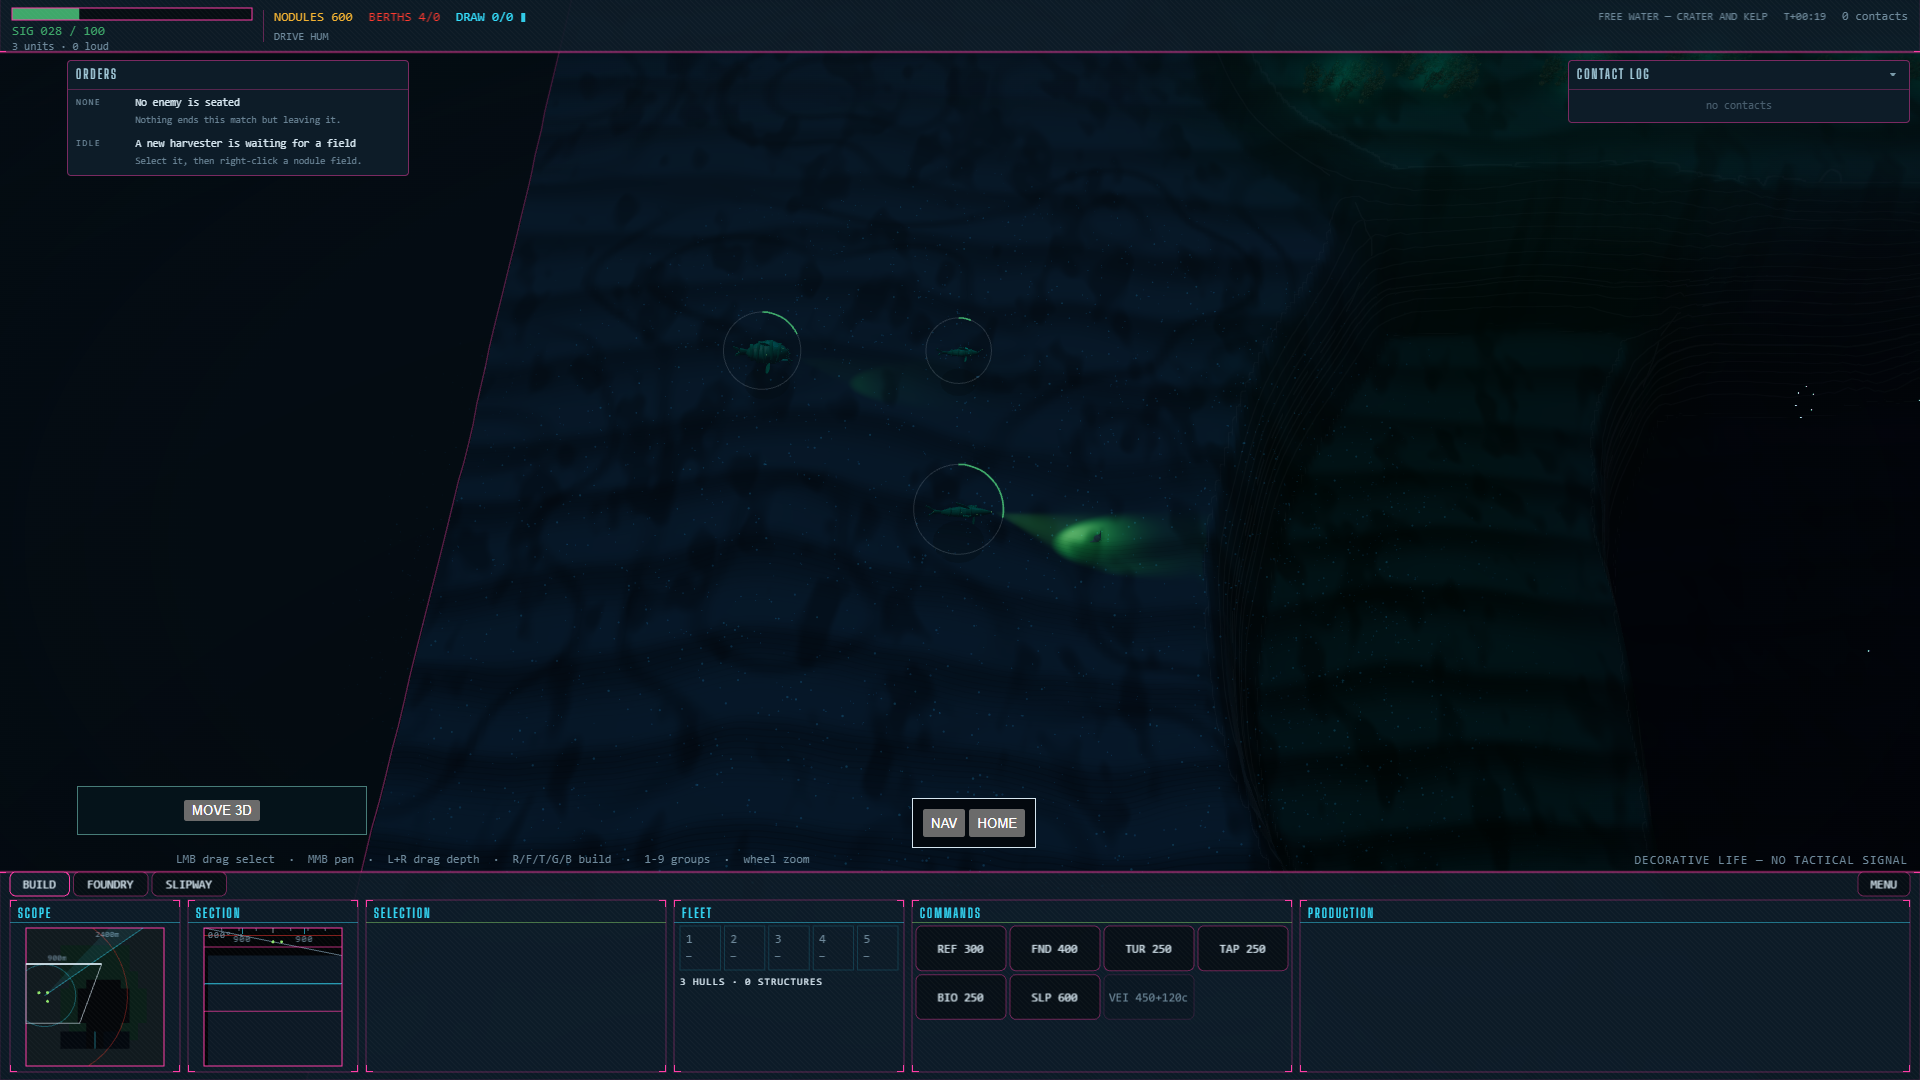 SIG 028 / 100
3 units · 0 loud
NODULES 600 BERTHS 4/0 DRAW 0/0
DRIVE HUM
FREE WATER — CRATER AND KELP T+00:19 0 contacts
ORDERS
NONE No enemy is seated
Nothing ends this match but leaving it.
IDLE A new harvester is waiting for a field
Select it, then right-click a nodule field.
CONTACT LOG
no contacts
MOVE 3D
NAV HOME
LMB drag select · MMB pan · L+R drag depth · R/F/T/G/B build · 1-9 groups · wheel zoom
DECORATIVE LIFE — NO TACTICAL SIGNAL
BUILD FOUNDRY SLIPWAY MENU
SCOPE
2400m
900m
SECTION
000°
900 900
SELECTION
FLEET
1 2 3 4 5
— — — — —
3 HULLS · 0 STRUCTURES
COMMANDS
REF 300 FND 400 TUR 250 TAP 250
BIO 250 SLP 600 VEI 450+120c
PRODUCTION